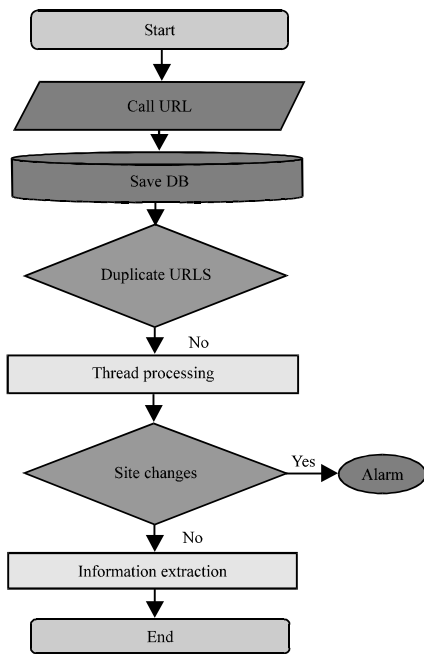 Start
Call URL
Save DB
Duplicate URLS
No
Thread processing
Site changes
Yes
Alarm
No
Information extraction
End